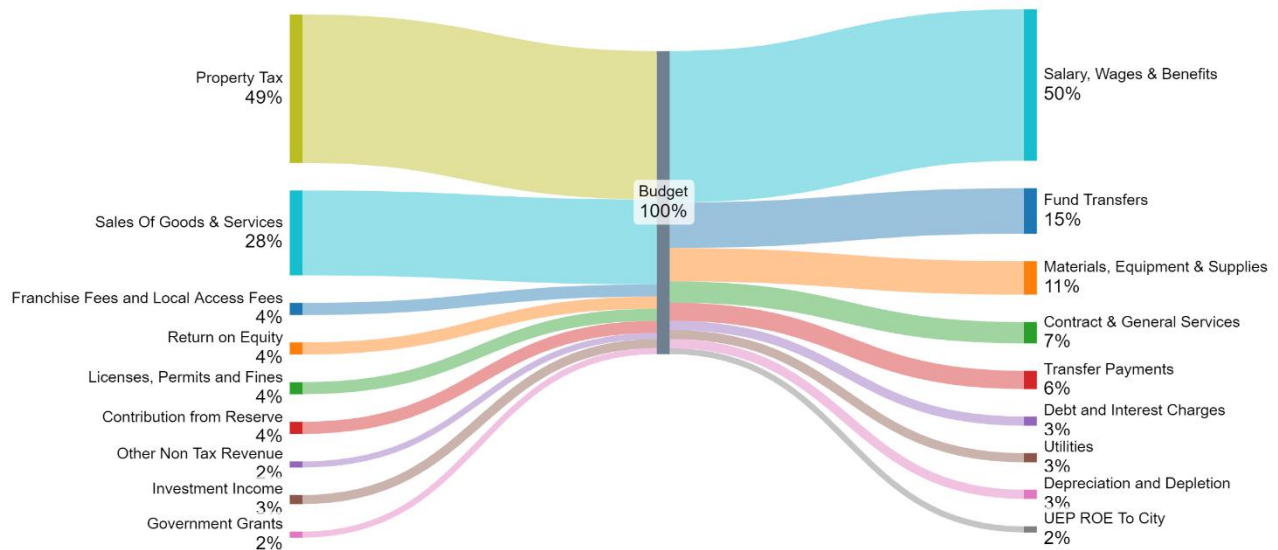 Property Tax
49%
Sales Of Goods & Services
28%
Franchise Fees and Local Access Fees
4%
Return on Equity
4%
Licenses, Permits and Fines
4%
Contribution from Reserve
4%
Other Non Tax Revenue
2%
Investment Income
3%
Government Grants
2%
Budget
100%
Salary, Wages & Benefits
50%
Fund Transfers
15%
Materials, Equipment & Supplies
11%
Contract & General Services
7%
Transfer Payments
6%
Debt and Interest Charges
3%
Utilities
3%
Depreciation and Depletion
3%
UEP ROE To City
2%